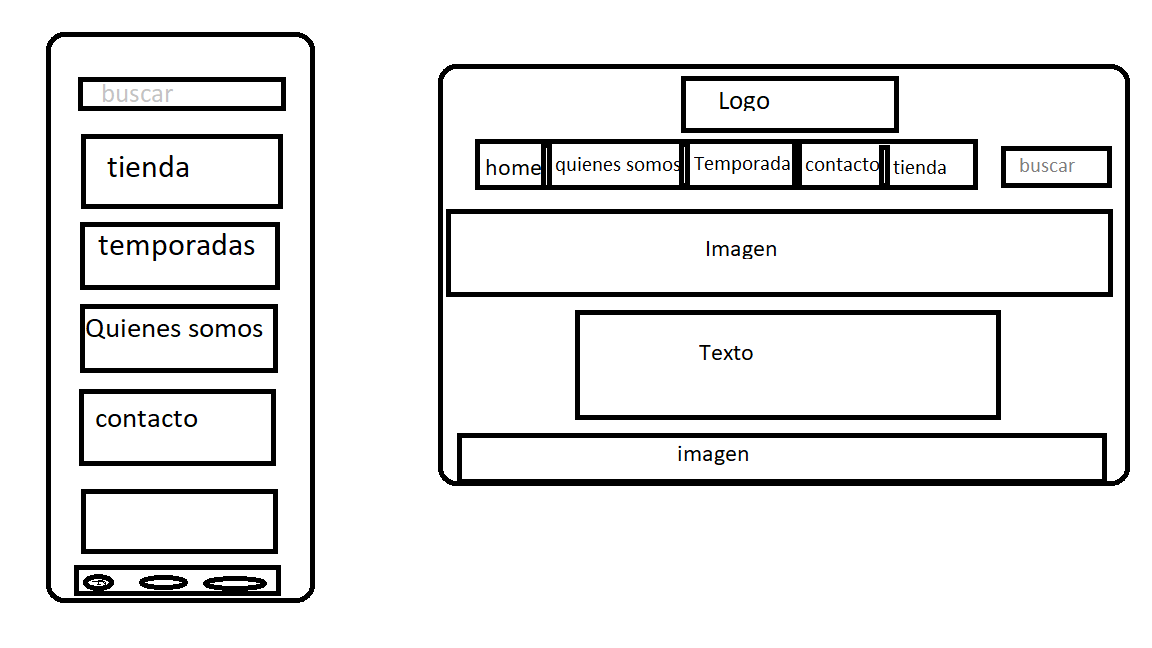 buscar
tienda
temporadas
Quienes somos
contacto
Logo
home quienes somos Temporada contacto tienda buscar
Imagen
Texto
imagen